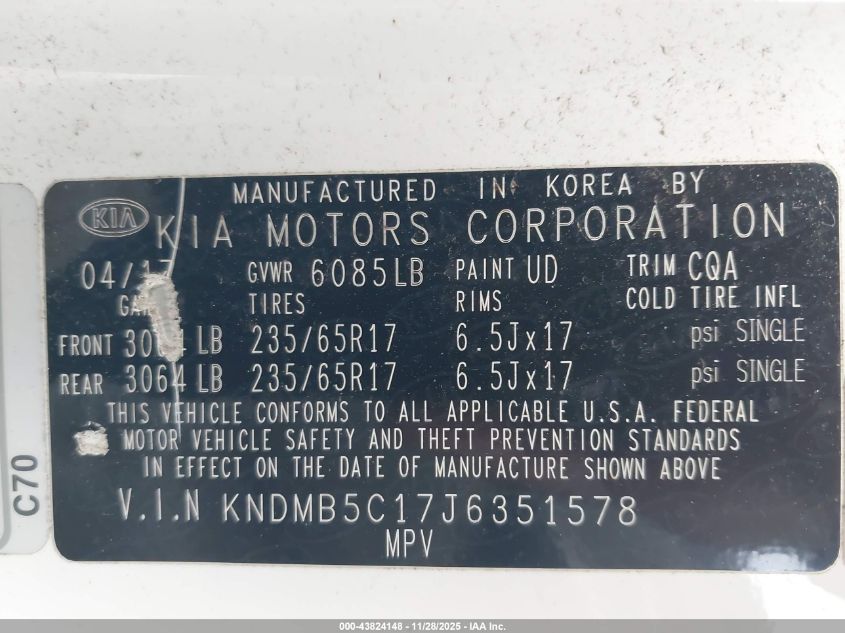 MANUFACTURED IN KOREA BY
KIA KIA MOTORS CORPORATION
04/17 GVWR 6085LB PAINT UD TRIM CQA
TIRES RIMS COLD TIRE INFL
FRONT LB 235/65R17 6.5Jx17 psi SINGLE
REAR 3064LB 235/65R17 6.5Jx17 psi SINGLE
THIS VEHICLE CONFORMS TO ALL APPLICABLE U.S.A. FEDERAL
MOTOR VEHICLE SAFETY AND THEFT PREVENTION STANDARDS
IN EFFECT ON THE DATE OF MANUFACTURE SHOWN ABOVE
V.I.N KNDMB5C17J6351578
MPV
C70
000-43824148 - 11/28/2025 - IAA Inc.